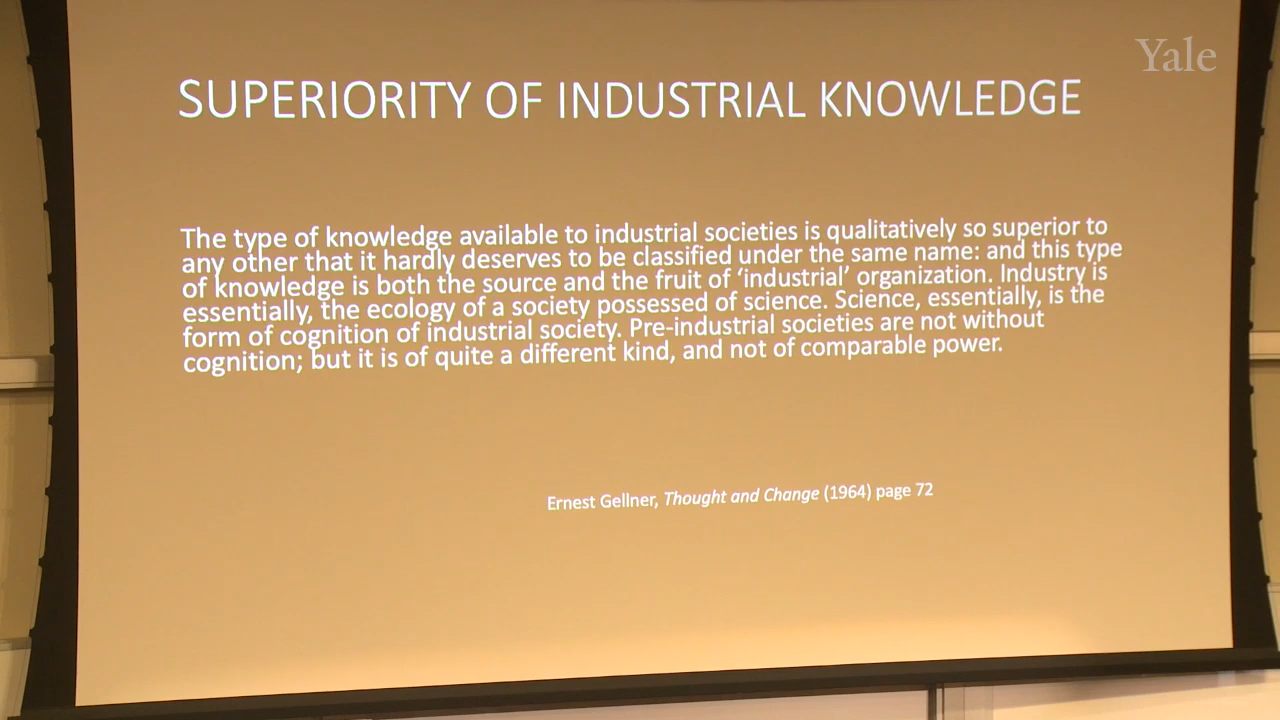 Yale
SUPERIORITY OF INDUSTRIAL KNOWLEDGE
The type of knowledge available to industrial societies is qualitatively so superior to
any other that it hardly deserves to be classified under the same name: and this type
of knowledge is both the source and the fruit of ‘industrial’ organization. Industry is
essentially, the ecology of a society possessed of science. Science, essentially, is the
form of cognition of industrial society. Pre-industrial societies are not without
cognition; but it is of quite a different kind, and not of comparable power.
Ernest Gellner, Thought and Change (1964) page 72